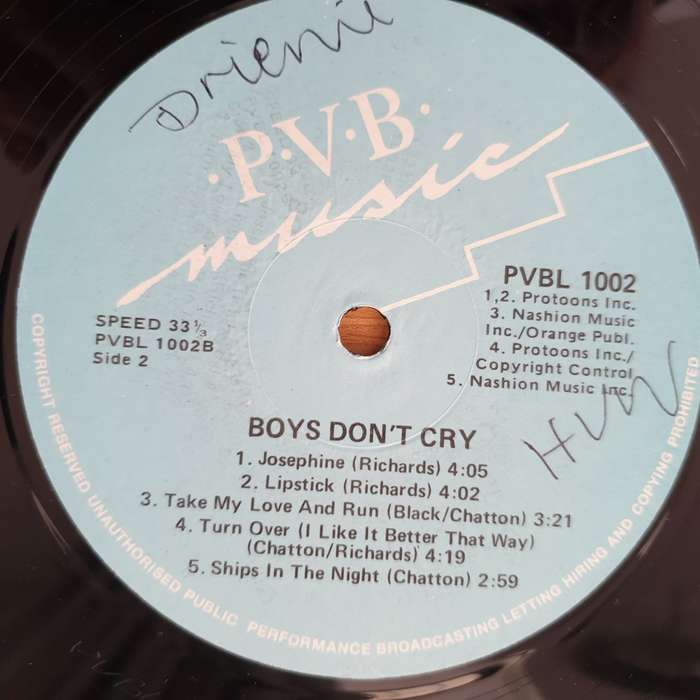 Drienie
·P·V·B·
music
SPEED 33⅓
PVBL 1002B
Side 2
PVBL 1002
1,2. Protoons Inc.
3. Nashion Music
Inc./Orange Publ.
4. Protoons Inc./
Copyright Control
5. Nashion Music Inc.
BOYS DON'T CRY
1. Josephine (Richards) 4:05
2. Lipstick (Richards) 4:02
3. Take My Love And Run (Black/Chatton) 3:21
4. Turn Over (I Like It Better That Way)
(Chatton/Richards) 4:19
5. Ships In The Night (Chatton) 2:59
COPYRIGHT RESERVED UNAUTHORISED PUBLIC PERFORMANCE BROADCASTING LETTING HIRING AND COPYING PROHIBITED